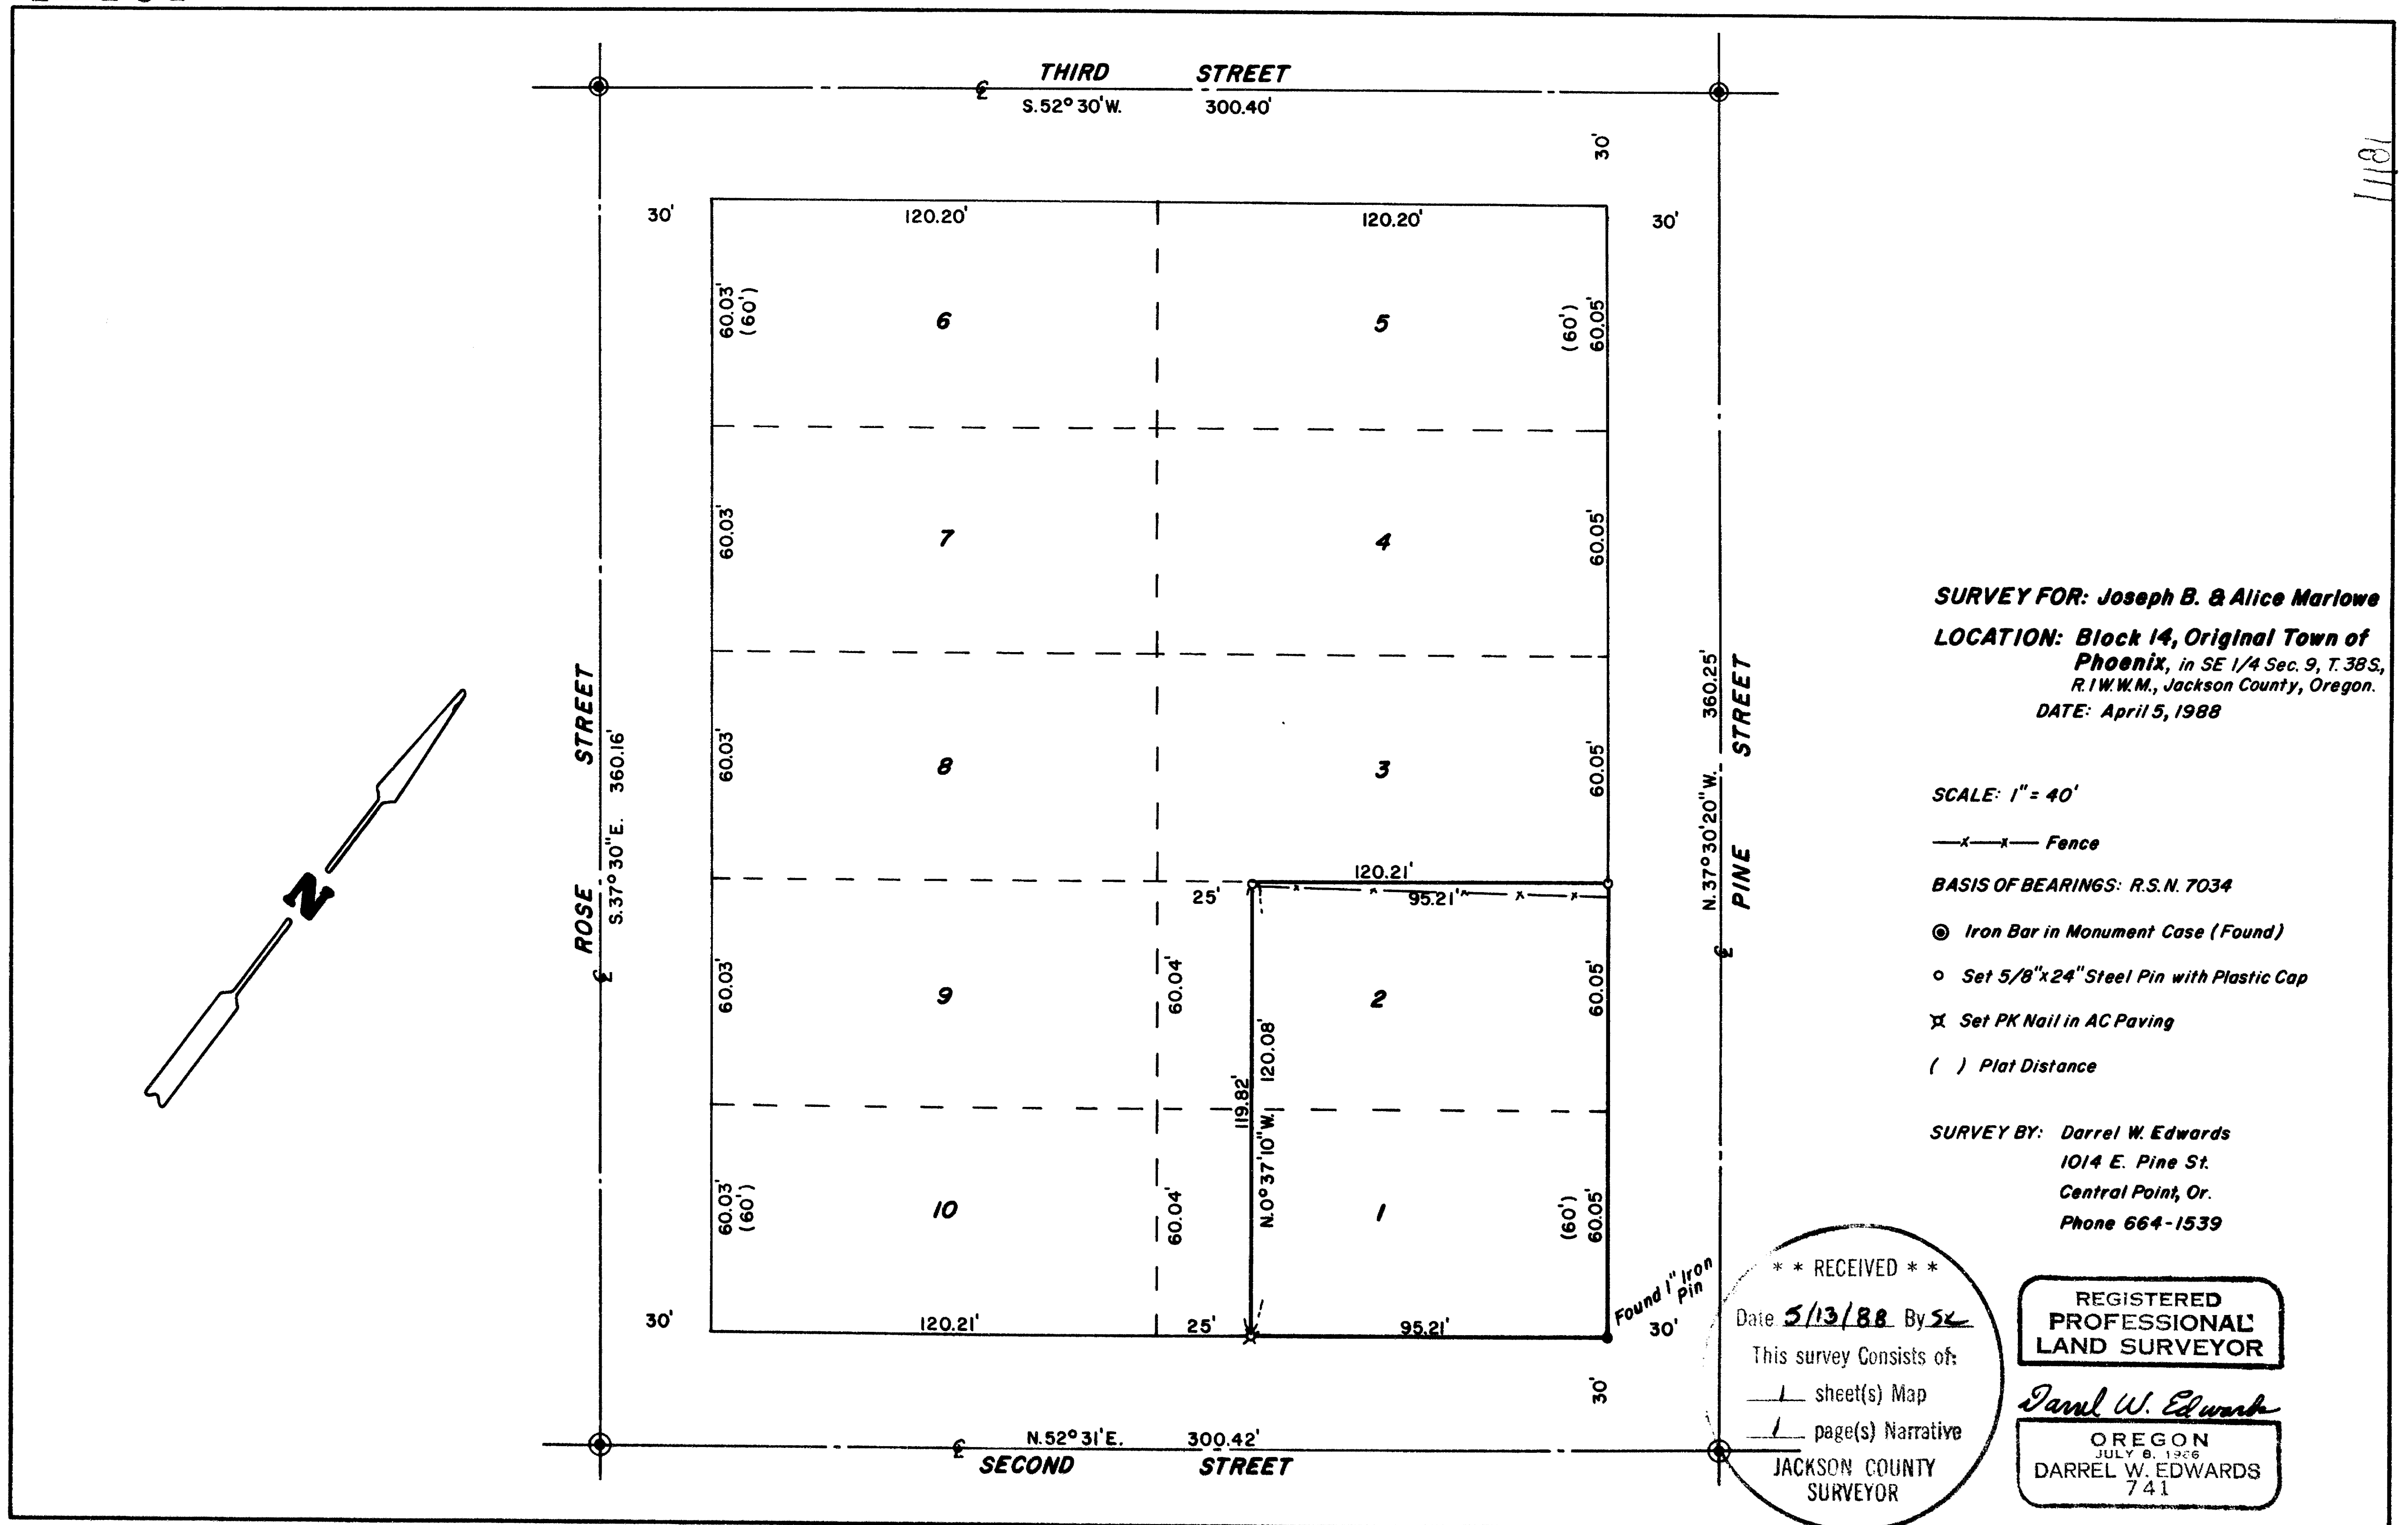 THIRD STREET
S.52° 30' W. 300.40'
30'
11181
30' 120.20' 120.20' 30'
60.03' (60') 6 5 (60') 60.05'
60.03' 7 4 60.05'
60.03' 8 3 60.05'
ROSE STREET
S.37° 30" E. 360.16'
PINE STREET
N.37° 30' 20" W. 360.25'
120.21'
25' 95.21'
60.03' 9 60.04' 2 60.05'
119.82'
N.0° 37' 10" W. 120.08'
60.03' (60') 10 60.04' 1 (60') 60.05'
Found 1" Iron
Pin
30' 120.21' 25' 95.21' 30'
30'
N.52° 31' E. 300.42'
SECOND STREET
N
SURVEY FOR: Joseph B. & Alice Marlowe
LOCATION: Block 14, Original Town of
Phoenix, in SE 1/4 Sec. 9, T. 38 S.,
R. 1 W. W.M., Jackson County, Oregon.
DATE: April 5, 1988
SCALE: 1" = 40'
—x—x— Fence
BASIS OF BEARINGS: R.S.N. 7034
Iron Bar in Monument Case (Found)
Set 5/8" x 24" Steel Pin with Plastic Cap
Set PK Nail in AC Paving
( ) Plat Distance
SURVEY BY: Darrel W. Edwards
1014 E. Pine St.
Central Point, Or.
Phone 664-1539
* * RECEIVED * *
Date 5/13/88 By SL
This survey Consists of:
1 sheet(s) Map
1 page(s) Narrative
JACKSON COUNTY
SURVEYOR
REGISTERED
PROFESSIONAL
LAND SURVEYOR
Darrel W. Edwards
OREGON
JULY 8, 1966
DARREL W. EDWARDS
741